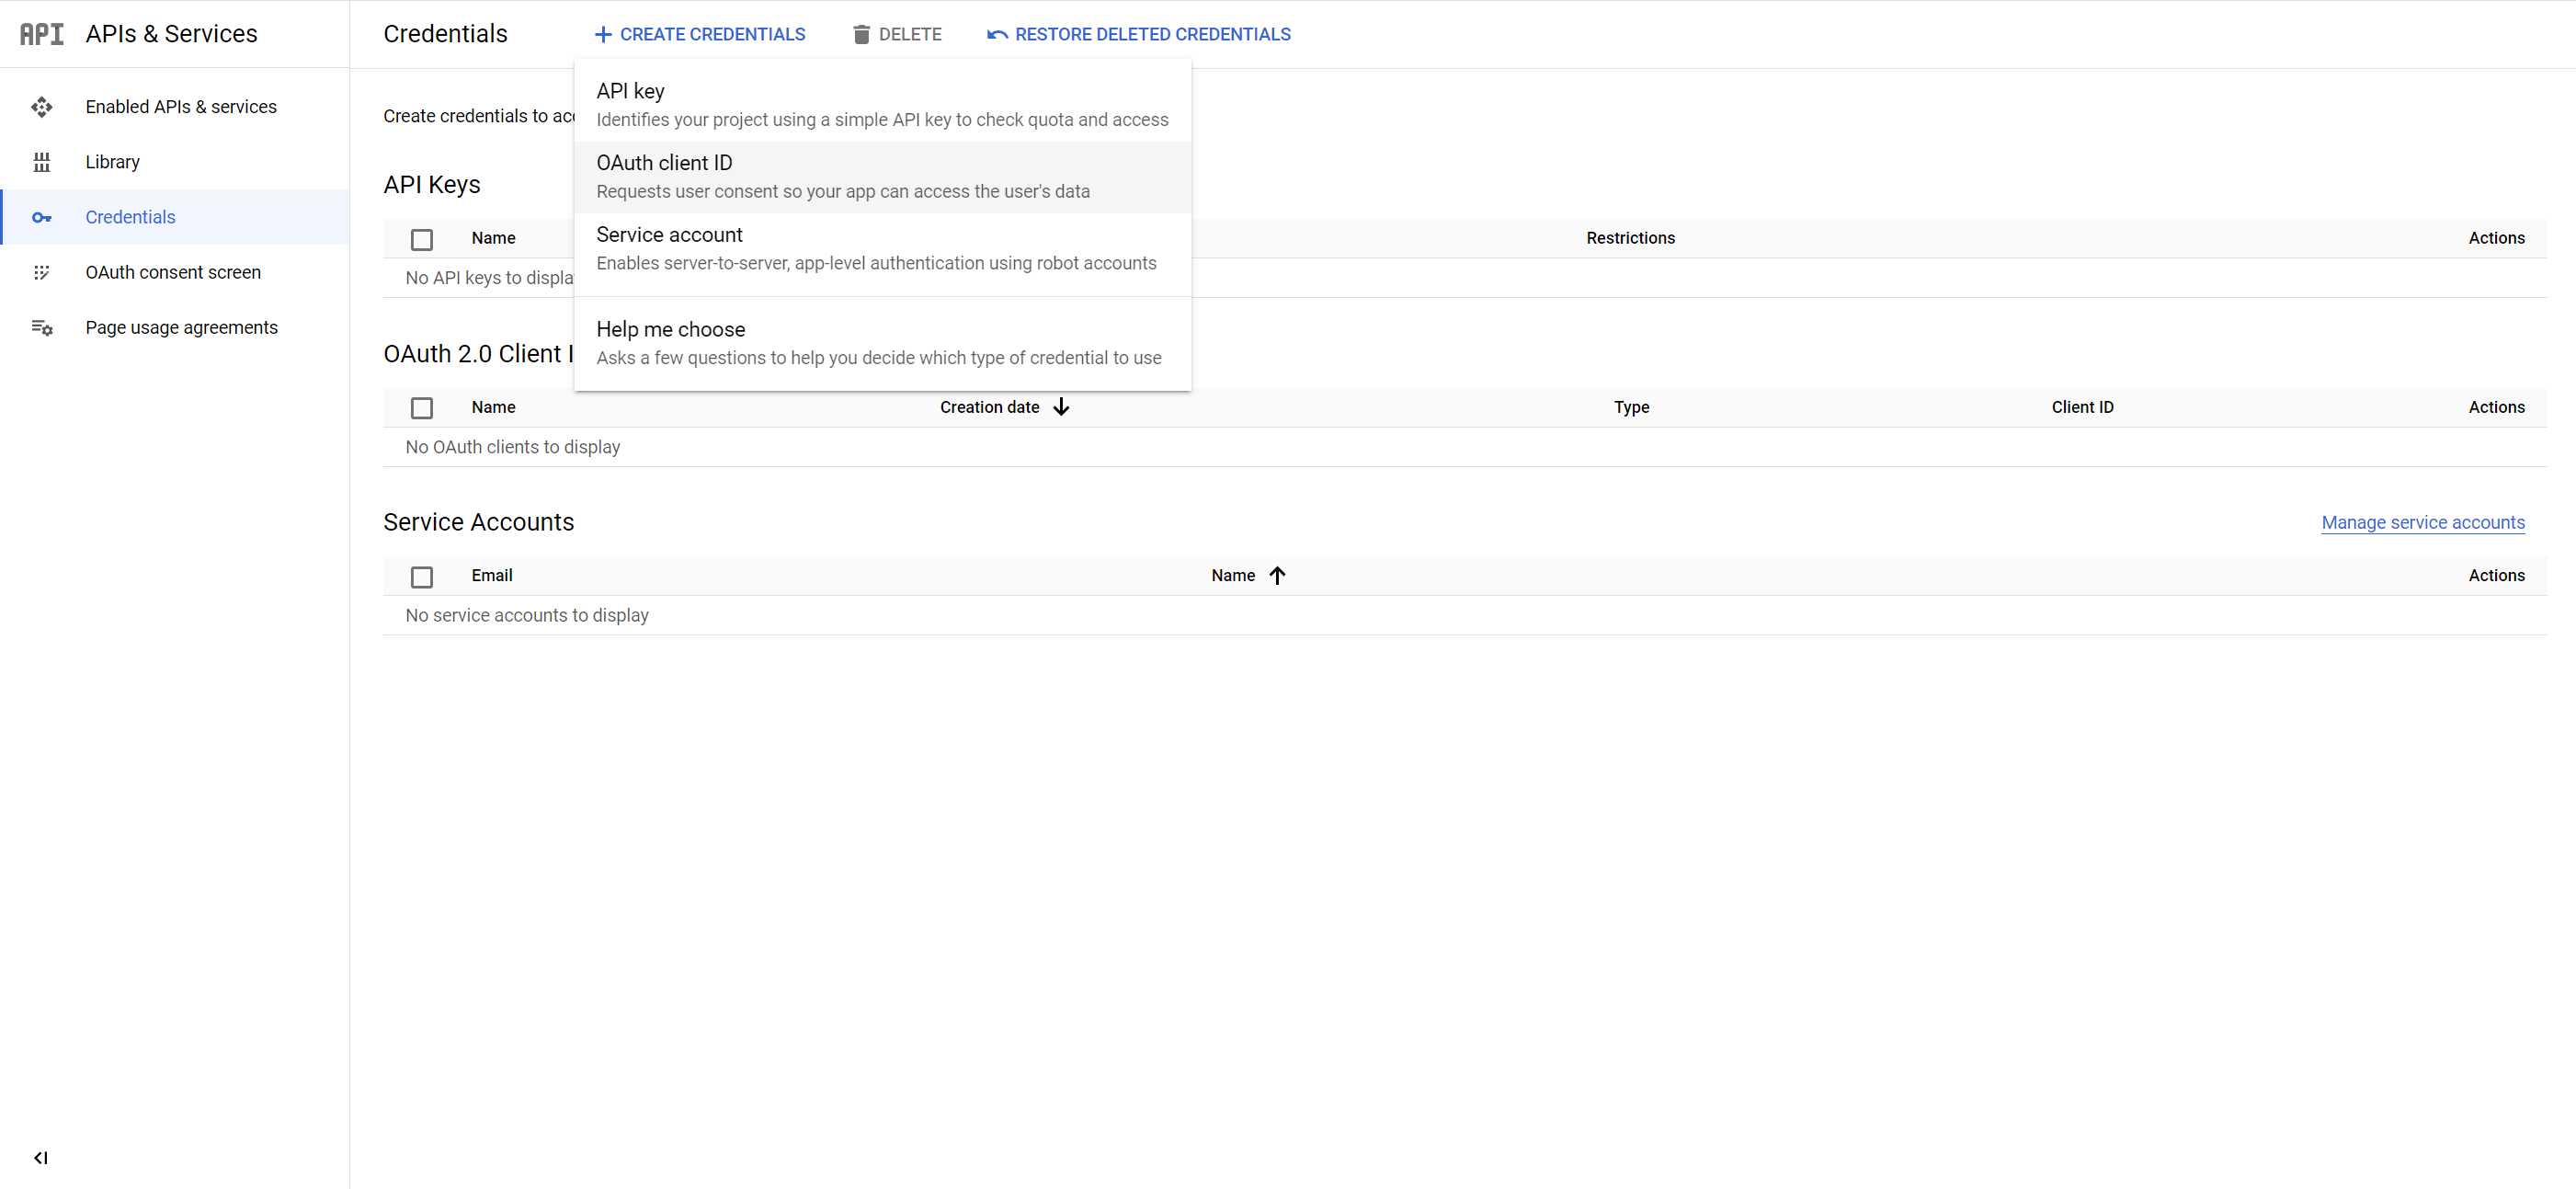 API APIs & Services
Enabled APIs & services
Library
Credentials
OAuth consent screen
Page usage agreements
Credentials
CREATE CREDENTIALS
DELETE
RESTORE DELETED CREDENTIALS
API key
Identifies your project using a simple API key to check quota and access
OAuth client ID
Requests user consent so your app can access the user's data
Service account
Enables server-to-server, app-level authentication using robot accounts
Help me choose
Asks a few questions to help you decide which type of credential to use
Create credentials to
API Keys
Name Restrictions Actions
No API keys to
OAuth 2.0 Client
Name Creation date Type Client ID Actions
No OAuth clients to display
Service Accounts
Manage service accounts
Email Name Actions
No service accounts to display